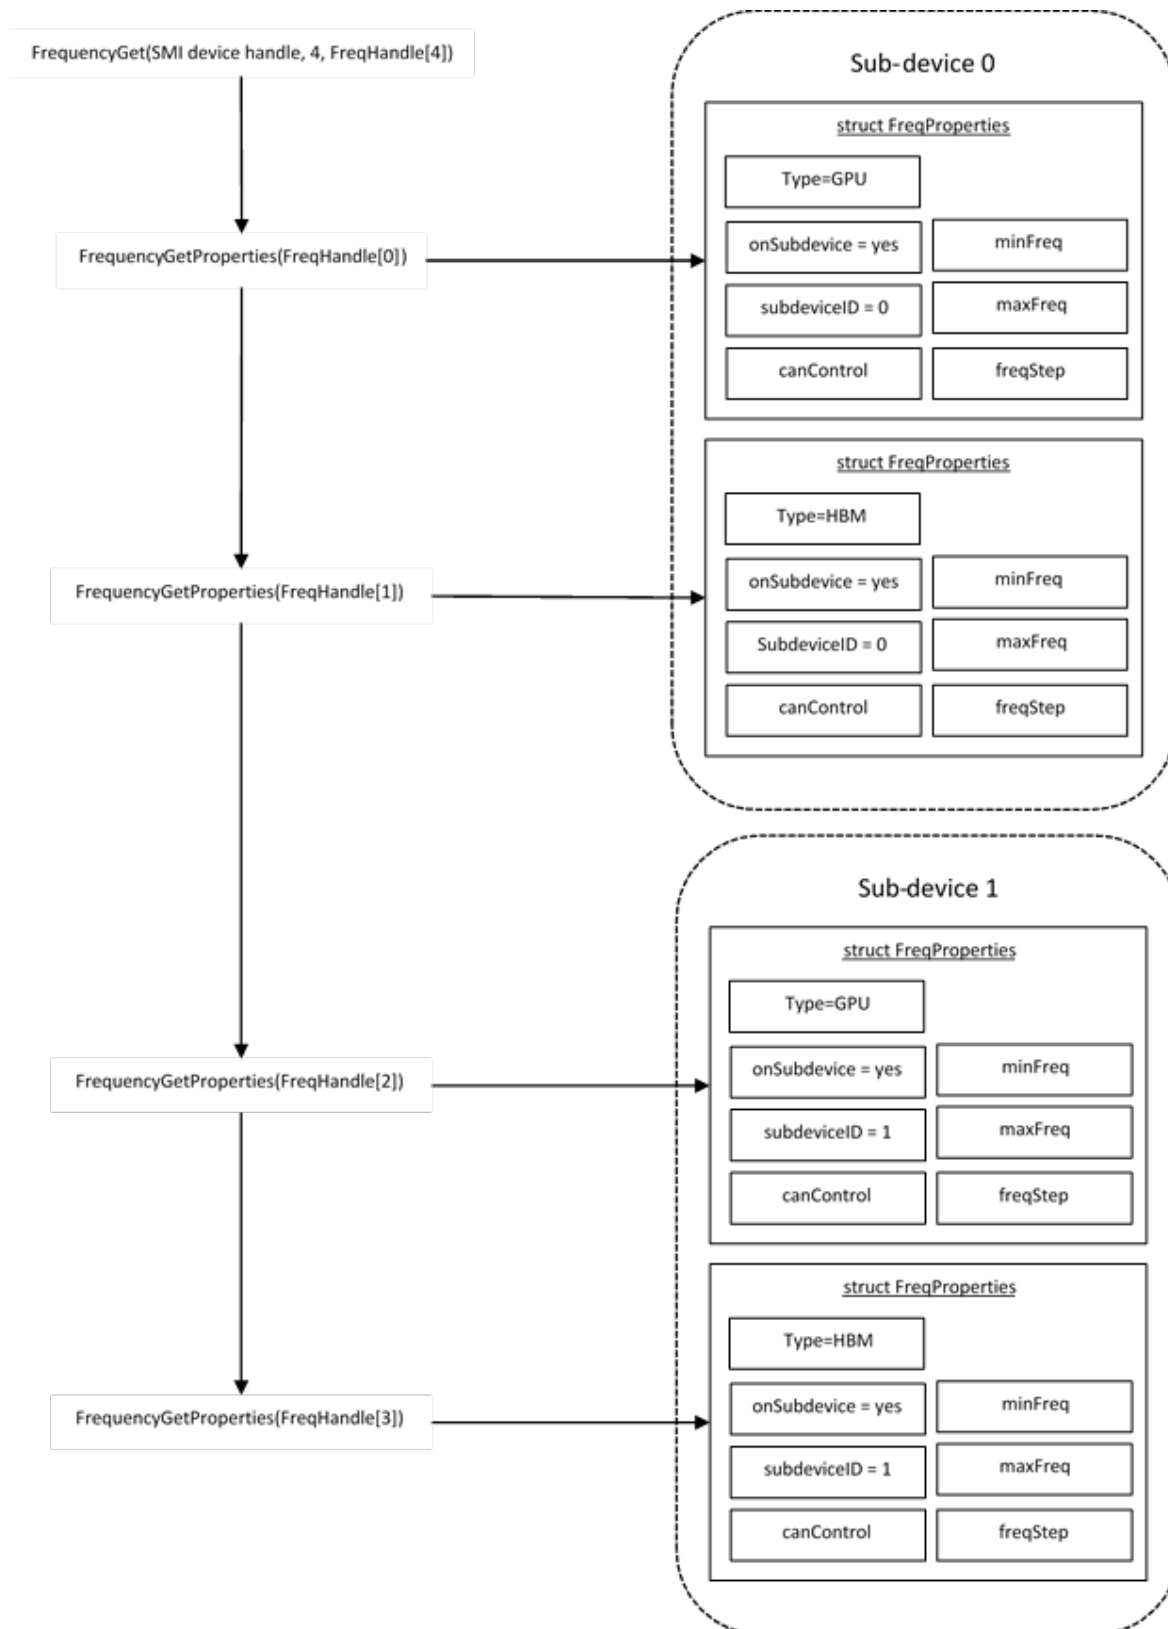 FrequencyGet(SMI device handle, 4, FreqHandle[4])
Sub-device 0
struct FreqProperties
Type=GPU
onSubdevice = yes
minFreq
FrequencyGetProperties(FreqHandle[0])
subdeviceID = 0
maxFreq
canControl
freqStep
struct FreqProperties
Type=HBM
onSubdevice = yes
minFreq
FrequencyGetProperties(FreqHandle[1])
SubdeviceID = 0
maxFreq
canControl
freqStep
Sub-device 1
struct FreqProperties
Type=GPU
onSubdevice = yes
minFreq
FrequencyGetProperties(FreqHandle[2])
subdeviceID = 1
maxFreq
canControl
freqStep
struct FreqProperties
Type=HBM
onSubdevice = yes
minFreq
FrequencyGetProperties(FreqHandle[3])
subdeviceID = 1
maxFreq
canControl
freqStep